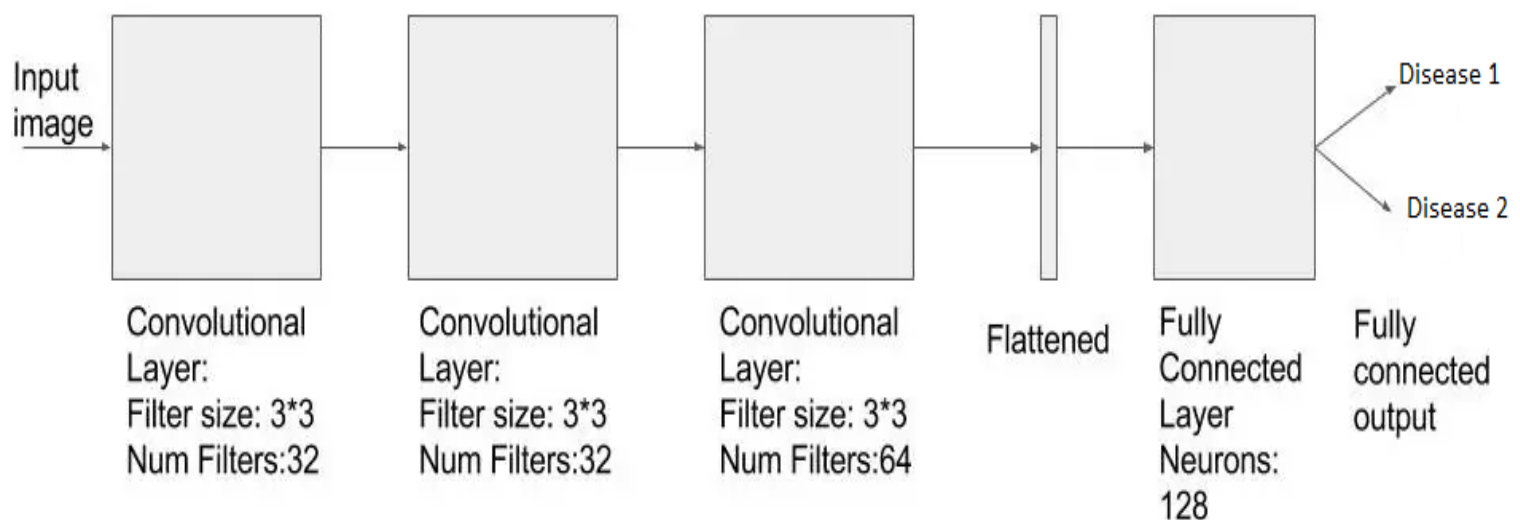 Input
image
Disease 1
Disease 2
Convolutional
Layer:
Filter size: 3*3
Num Filters:32
Convolutional
Layer:
Filter size: 3*3
Num Filters:32
Convolutional
Layer:
Filter size: 3*3
Num Filters:64
Flattened
Fully
Connected
Layer
Neurons:
128
Fully
connected
output